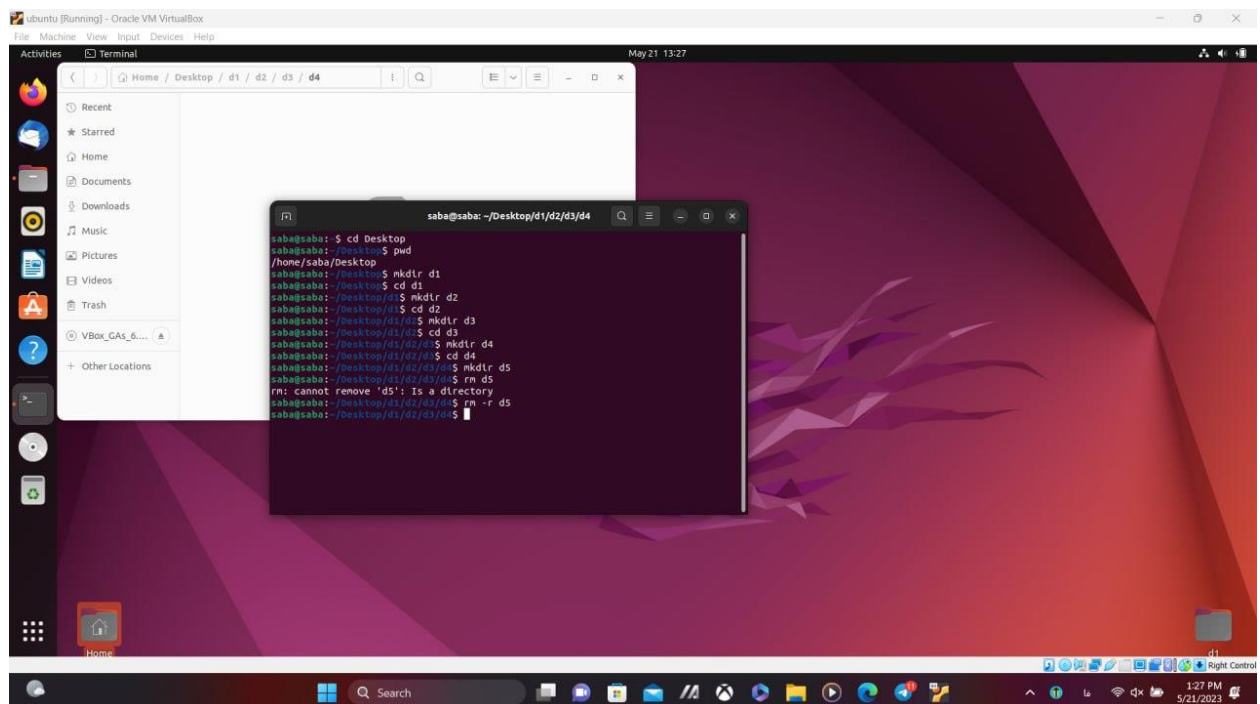 ubuntu [Running] - Oracle VM VirtualBox
File Machine View Input Devices Help
Activities Terminal May 21 13:27
Home / Desktop / d1 / d2 / d3 / d4
Recent
Starred
Home
Documents
Downloads
Music
Pictures
Videos
Trash
VBox_GAs_6....
+ Other Locations
saba@saba: ~/Desktop/d1/d2/d3/d4
saba@saba:~$ cd Desktop
saba@saba:~/Desktop$ pwd
/home/saba/Desktop
saba@saba:~/Desktop$ mkdir d1
saba@saba:~/Desktop$ cd d1
saba@saba:~/Desktop/d1$ mkdir d2
saba@saba:~/Desktop/d1$ cd d2
saba@saba:~/Desktop/d1/d2$ mkdir d3
saba@saba:~/Desktop/d1/d2$ cd d3
saba@saba:~/Desktop/d1/d2/d3$ mkdir d4
saba@saba:~/Desktop/d1/d2/d3$ cd d4
saba@saba:~/Desktop/d1/d2/d3/d4$ mkdir d5
saba@saba:~/Desktop/d1/d2/d3/d4$ rm d5
rm: cannot remove 'd5': Is a directory
saba@saba:~/Desktop/d1/d2/d3/d4$ rm -r d5
saba@saba:~/Desktop/d1/d2/d3/d4$
Home
d1
Right Control
Search
فا
1:27 PM
5/21/2023